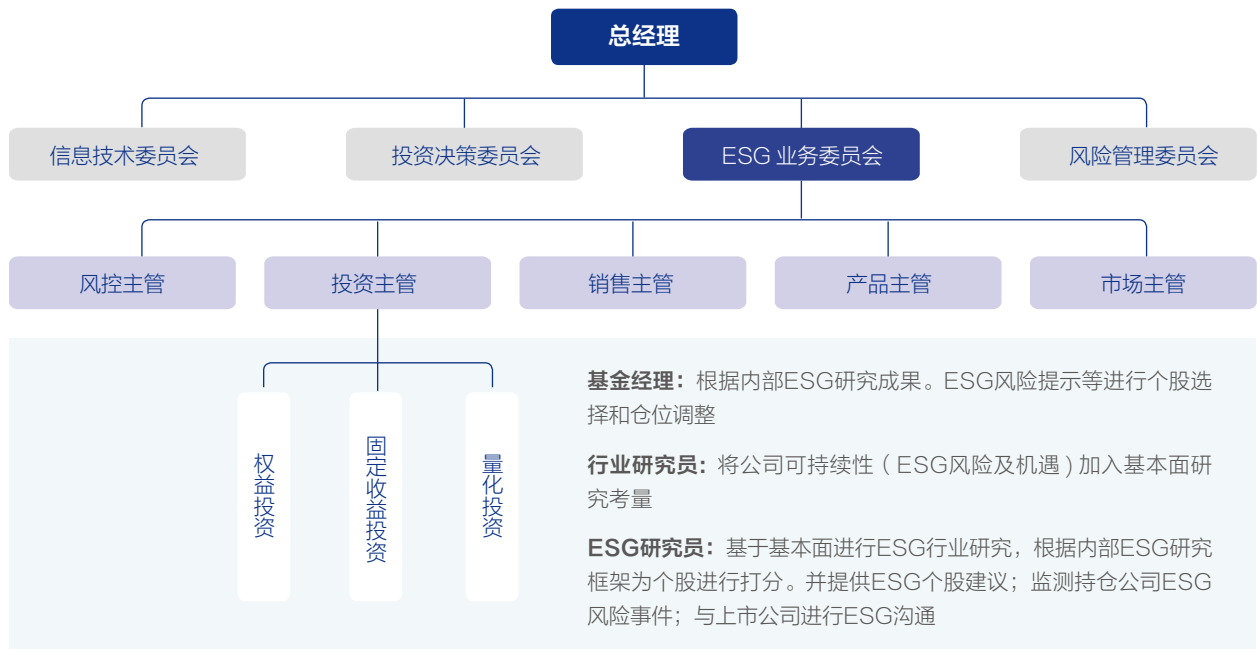 总经理
信息技术委员会
投资决策委员会
ESG 业务委员会
风险管理委员会
风控主管
投资主管
销售主管
产品主管
市场主管
权益投资
固定收益投资
量化投资
基金经理：根据内部ESG研究成果。ESG风险提示等进行个股选
择和仓位调整
行业研究员：将公司可持续性（ESG风险及机遇）加入基本面研
究考量
ESG研究员：基于基本面进行ESG行业研究，根据内部ESG研究
框架为个股进行打分。并提供ESG个股建议；监测持仓公司ESG
风险事件；与上市公司进行ESG沟通